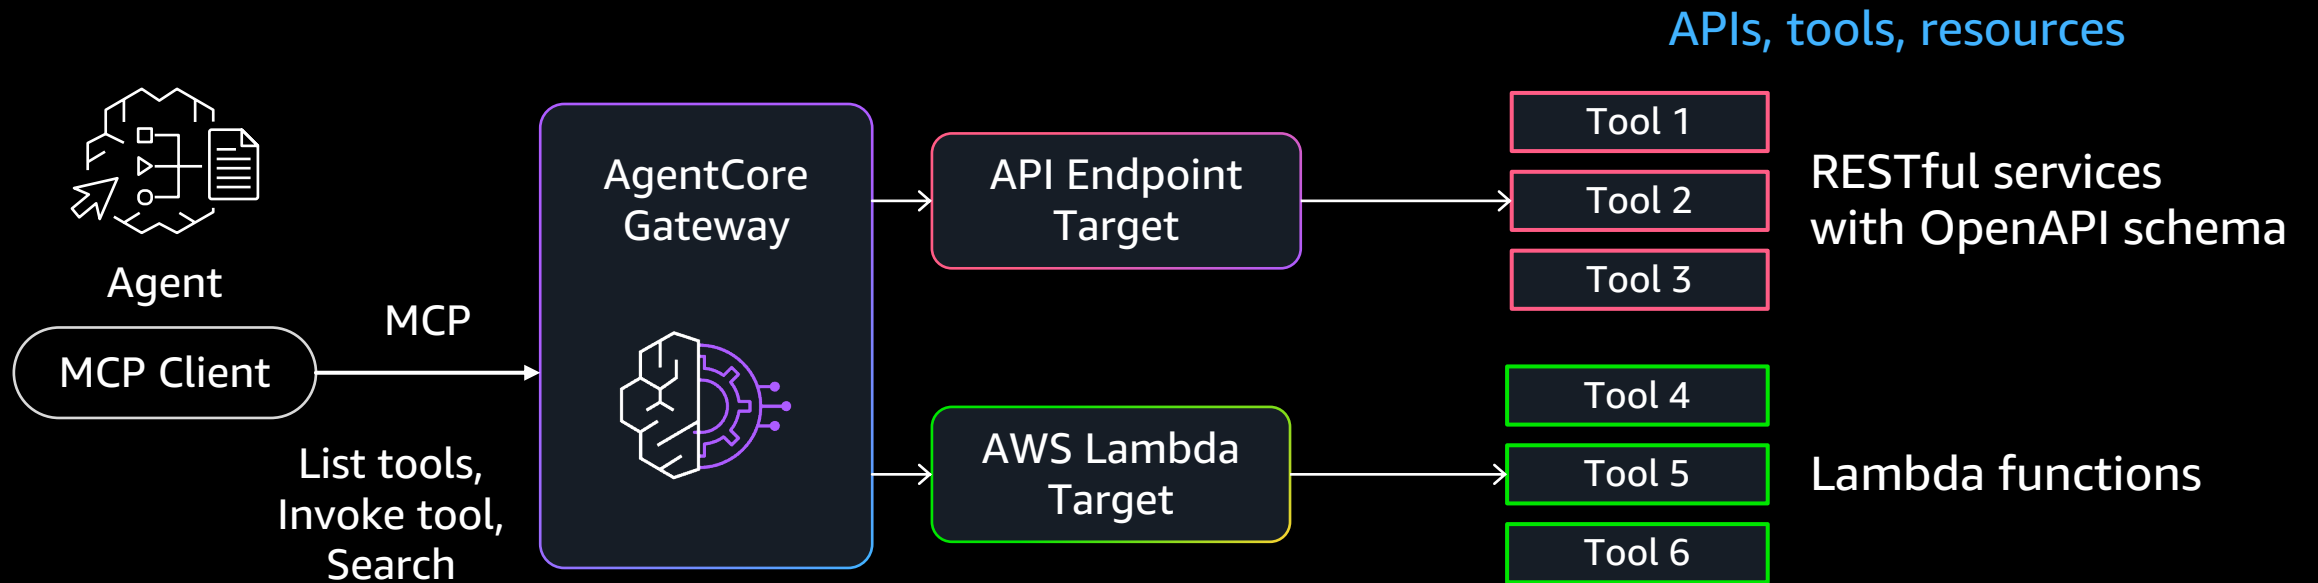 APIs, tools, resources
Agent
MCP Client
MCP
List tools,
Invoke tool,
Search
AgentCore
Gateway
API Endpoint
Target
AWS Lambda
Target
Tool 1
Tool 2
Tool 3
RESTful services
with OpenAPI schema
Tool 4
Tool 5
Tool 6
Lambda functions